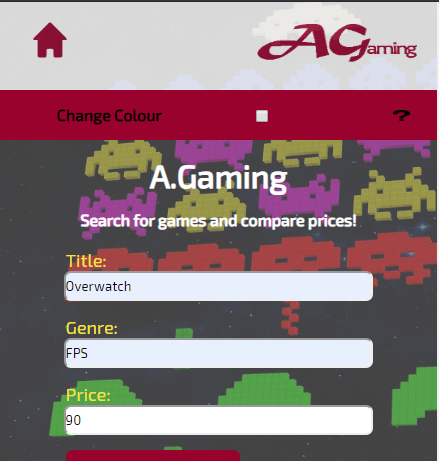 AGaming
Change Colour
?
A.Gaming
Search for games and compare prices!
Title:
Overwatch
Genre:
FPS
Price:
90